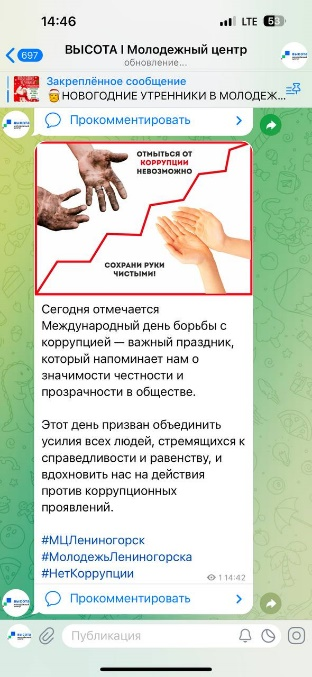 14:46
LTE 53
697
ВЫСОТА I Молодежный центр
обновление...
Закреплённое сообщение
НОВОГОДНИЕ УТРЕННИКИ В МОЛОДЕЖ...
Прокомментировать
ОТМЫТЬСЯ ОТ
КОРРУПЦИИ
НЕВОЗМОЖНО
СОХРАНИ РУКИ
ЧИСТЫМИ!
Сегодня отмечается
Международный день борьбы с
коррупцией — важный праздник,
который напоминает нам о
значимости честности и
прозрачности в обществе.
Этот день призван объединить
усилия всех людей, стремящихся к
справедливости и равенству, и
вдохновить нас на действия
против коррупционных
проявлений.
#МЦЛениногорск
#МолодежьЛениногорска
#НетКоррупции
1 14:42
ВЫСОТА
Прокомментировать
Публикация